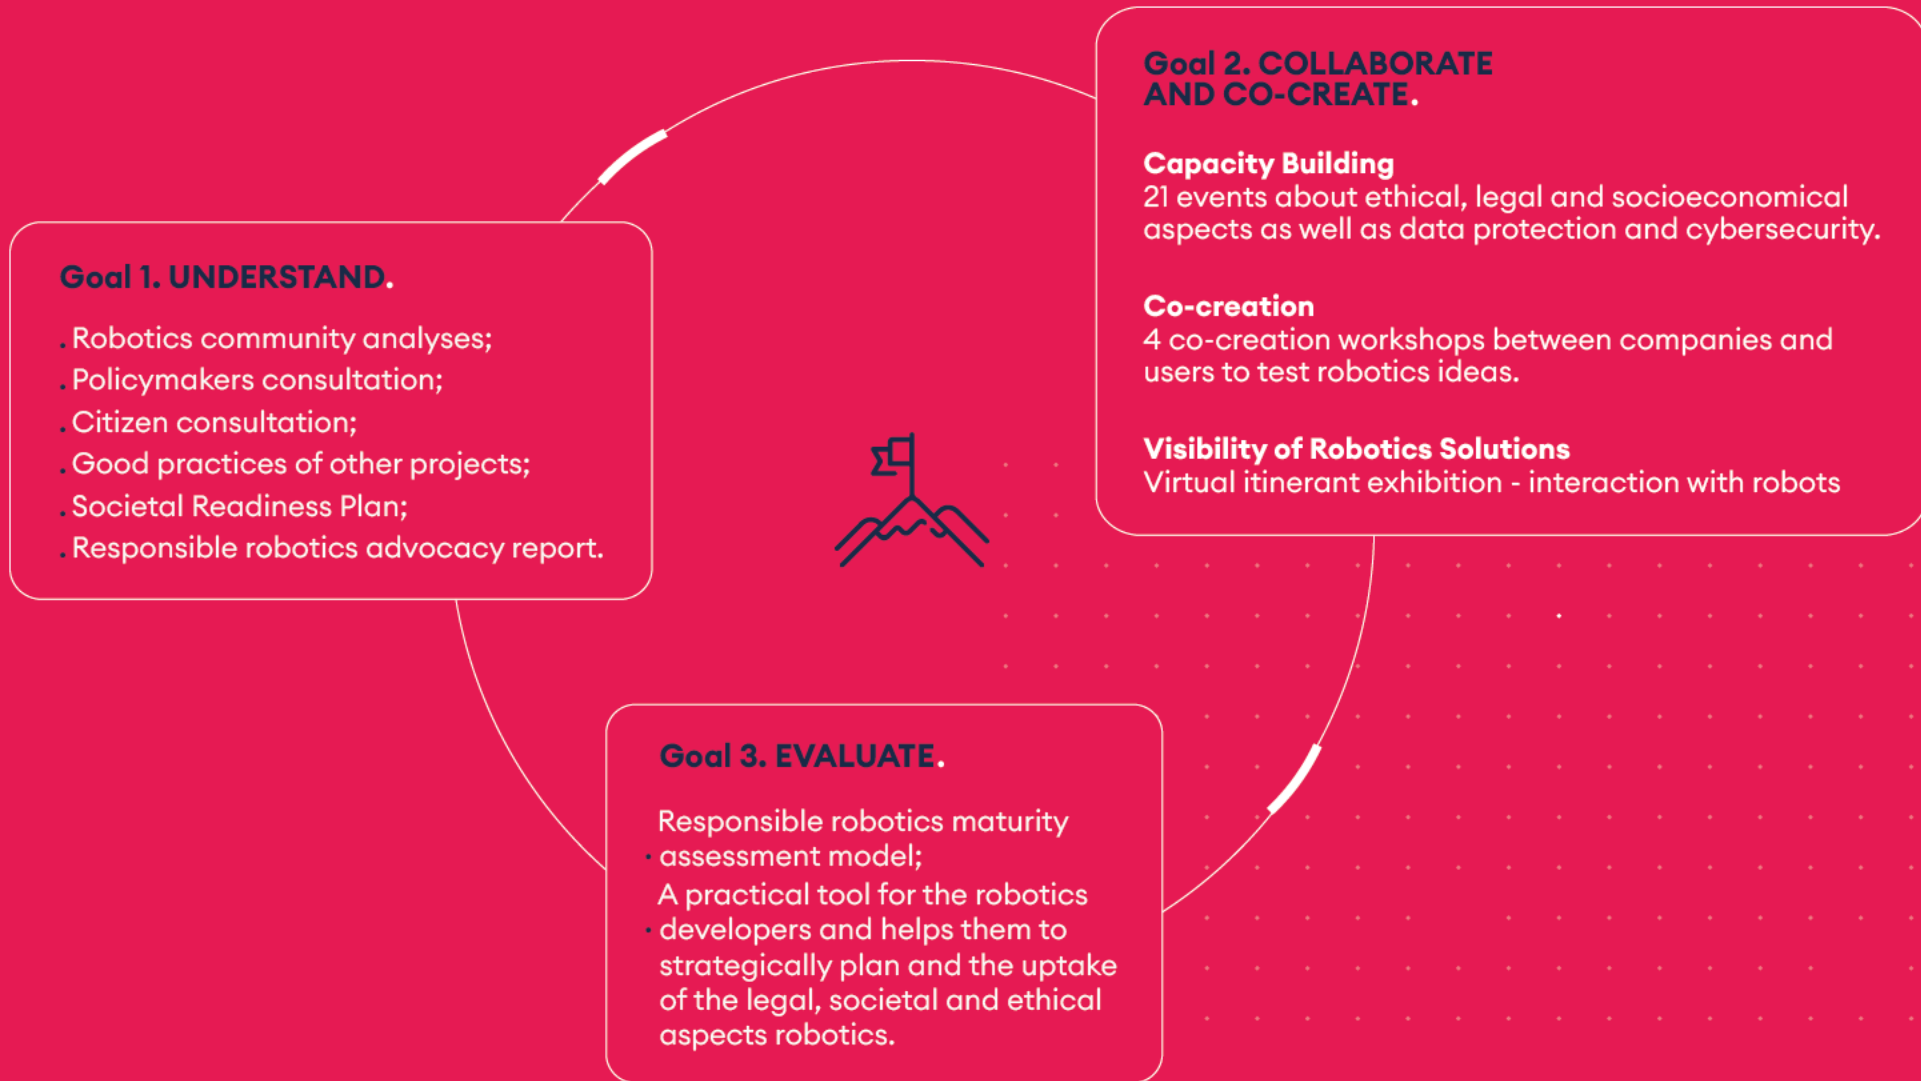 Goal 1. UNDERSTAND.
. Robotics community analyses;
. Policymakers consultation;
. Citizen consultation;
. Good practices of other projects;
. Societal Readiness Plan;
. Responsible robotics advocacy report.
Goal 2. COLLABORATE
AND CO-CREATE.
Capacity Building
21 events about ethical, legal and socioeconomical
aspects as well as data protection and cybersecurity.
Co-creation
4 co-creation workshops between companies and
users to test robotics ideas.
Visibility of Robotics Solutions
Virtual itinerant exhibition - interaction with robots
Goal 3. EVALUATE.
Responsible robotics maturity
· assessment model;
A practical tool for the robotics
· developers and helps them to
strategically plan and the uptake
of the legal, societal and ethical
aspects robotics.